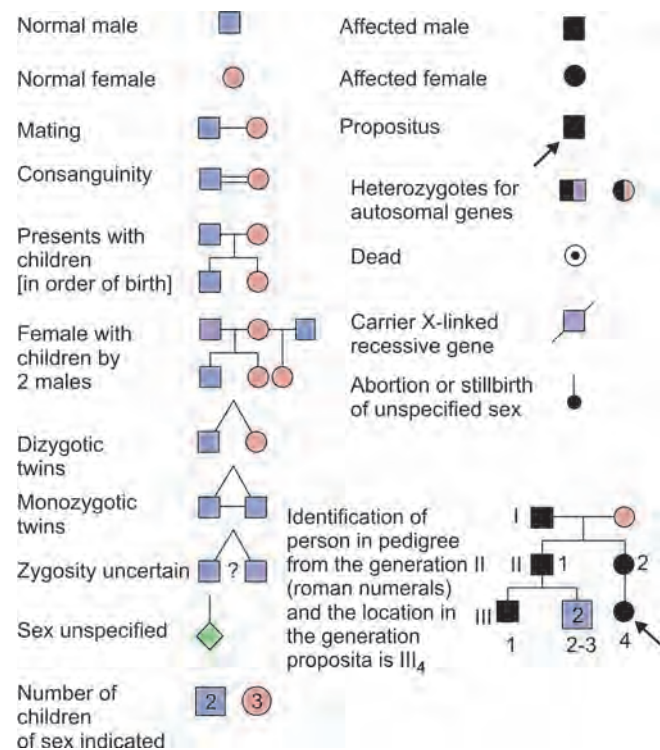 Normal male
Normal female
Mating
Consanguinity
Presents with
children
[in order of birth]
Female with
children by
2 males
Dizygotic
twins
Monozygotic
twins
Zygosity uncertain
?
Sex unspecified
Number of
children
of sex indicated
2
3
Affected male
Affected female
Propositus
Heterozygotes for
autosomal genes
Dead
Carrier X-linked
recessive gene
Abortion or stillbirth
of unspecified sex
Identification of
person in pedigree
from the generation II
(roman numerals)
and the location in
the generation
proposita is III4
I
II 1 2
III 2
1 2-3 4